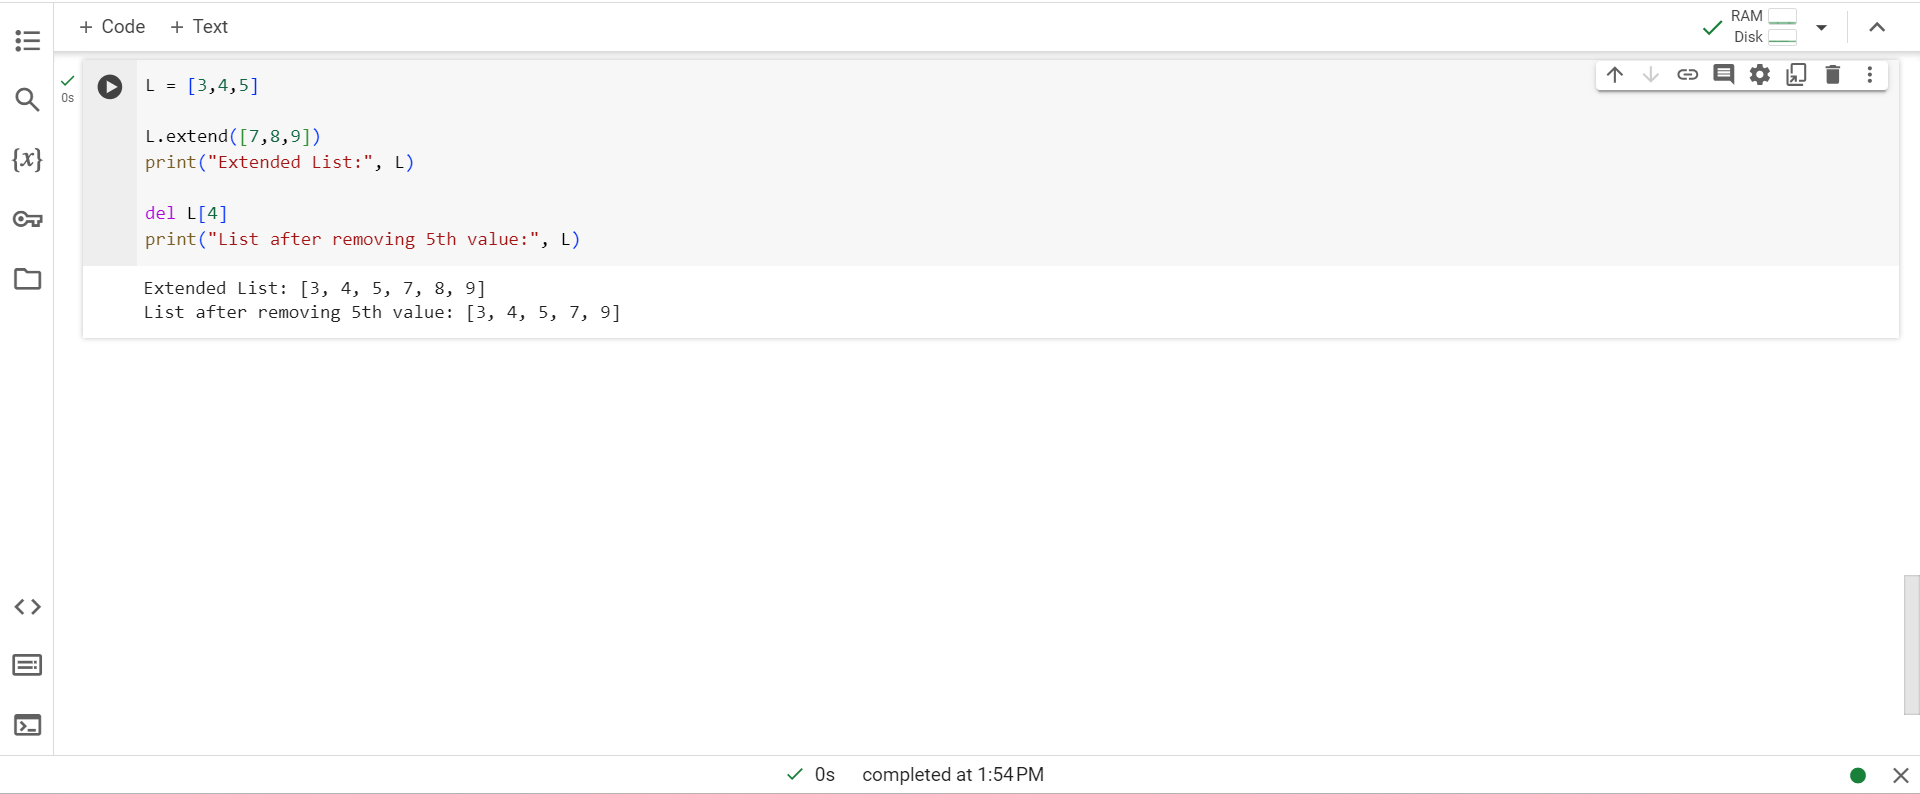 + Code + Text
RAM
Disk
{x}
0s
L = [3,4,5]
L.extend([7,8,9])
print("Extended List:", L)
del L[4]
print("List after removing 5th value:", L)
Extended List: [3, 4, 5, 7, 8, 9]
List after removing 5th value: [3, 4, 5, 7, 9]
0s completed at 1:54 PM